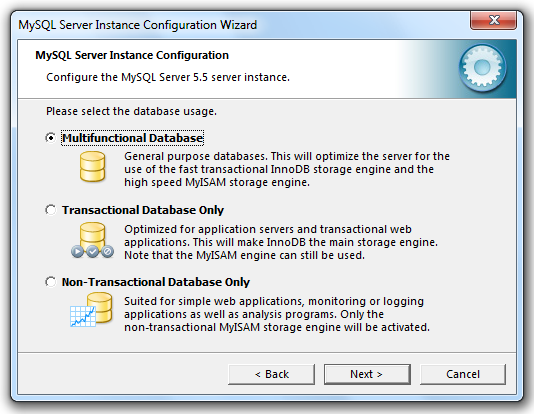 MySQL Server Instance Configuration Wizard
MySQL Server Instance Configuration
Configure the MySQL Server 5.5 server instance.
Please select the database usage.
Multifunctional Database
General purpose databases. This will optimize the server for the
use of the fast transactional InnoDB storage engine and the
high speed MyISAM storage engine.
Transactional Database Only
Optimized for application servers and transactional web
applications. This will make InnoDB the main storage engine.
Note that the MyISAM engine can still be used.
Non-Transactional Database Only
Suited for simple web applications, monitoring or logging
applications as well as analysis programs. Only the
non-transactional MyISAM storage engine will be activated.
< Back Next > Cancel